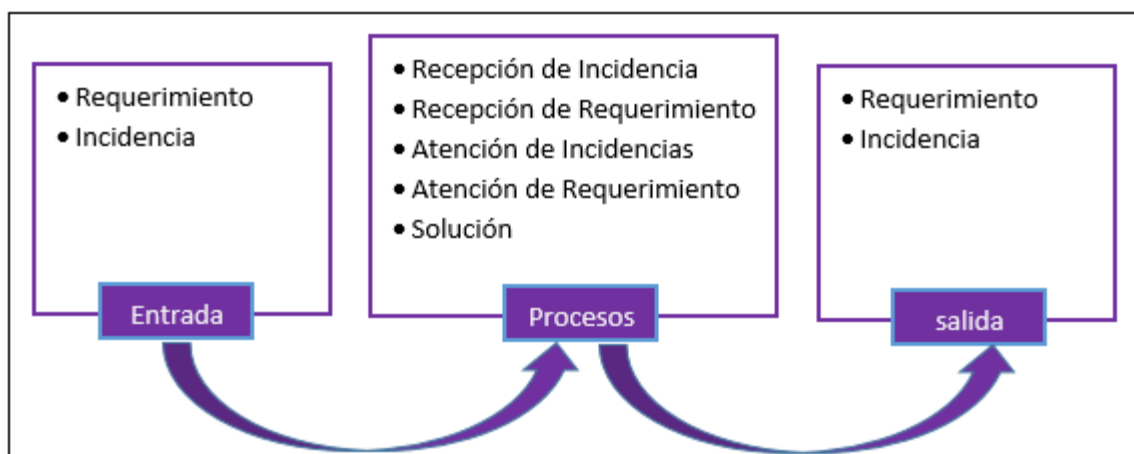 • Requerimiento
• Incidencia
Entrada
• Recepción de Incidencia
• Recepción de Requerimiento
• Atención de Incidencias
• Atención de Requerimiento
• Solución
Procesos
• Requerimiento
• Incidencia
salida